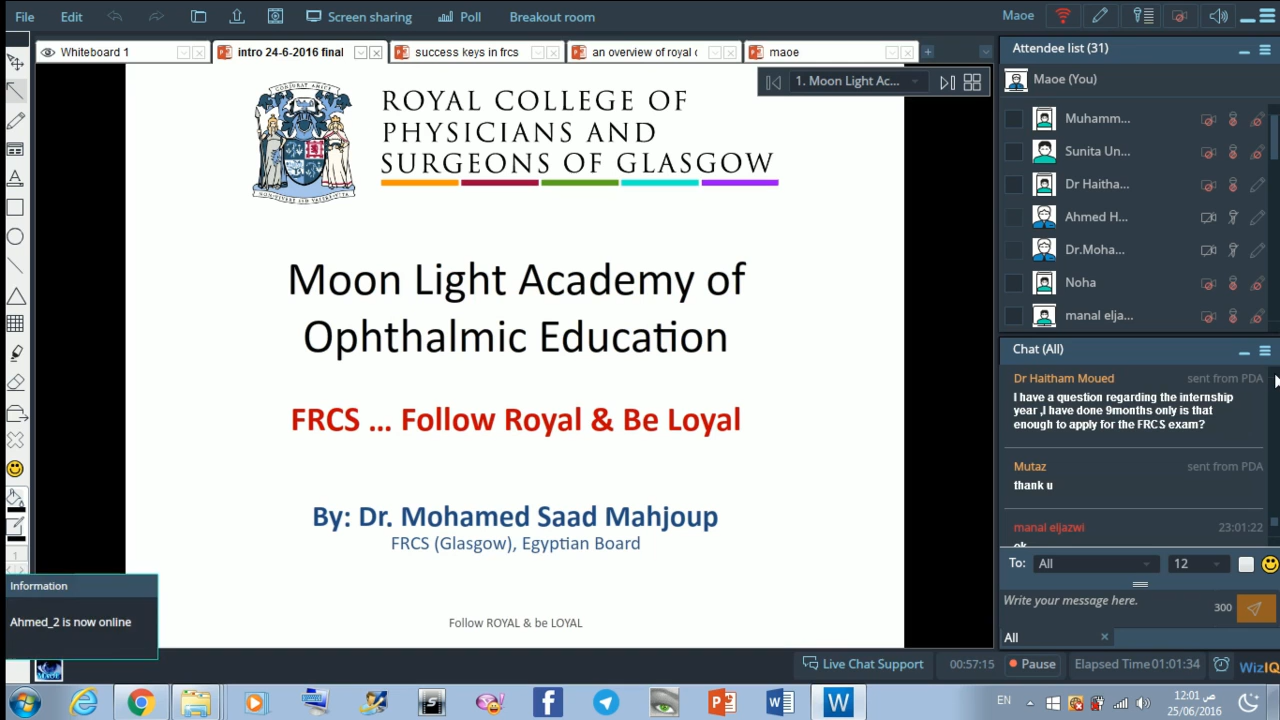 File Edit Screen sharing Poll Breakout room Maoe
Whiteboard 1 intro 24-6-2016 final success keys in frcs an overview of royal c maoe
1. Moon Light Ac...
ROYAL COLLEGE OF
PHYSICIANS AND
SURGEONS OF GLASGOW
Moon Light Academy of
Ophthalmic Education
FRCS ... Follow Royal & Be Loyal
By: Dr. Mohamed Saad Mahjoup
FRCS (Glasgow), Egyptian Board
Follow ROYAL & be LOYAL
Information
Ahmed_2 is now online
Attendee list (31)
Maoe (You)
Muhamm...
Sunita Un...
Dr Haitha...
Ahmed H...
Dr.Moha...
Noha
manal elja...
Chat (All)
Dr Haitham Moued sent from PDA
I have a question regarding the internship
year ,I have done 9months only is that
enough to apply for the FRCS exam?
Mutaz sent from PDA
thank u
manal eljazwi 23:01:22
ok
To: All 12
Write your message here. 300
All
Live Chat Support 00:57:15 Pause Elapsed Time 01:01:34 WizIQ
EN 12:01 ص
25/06/2016